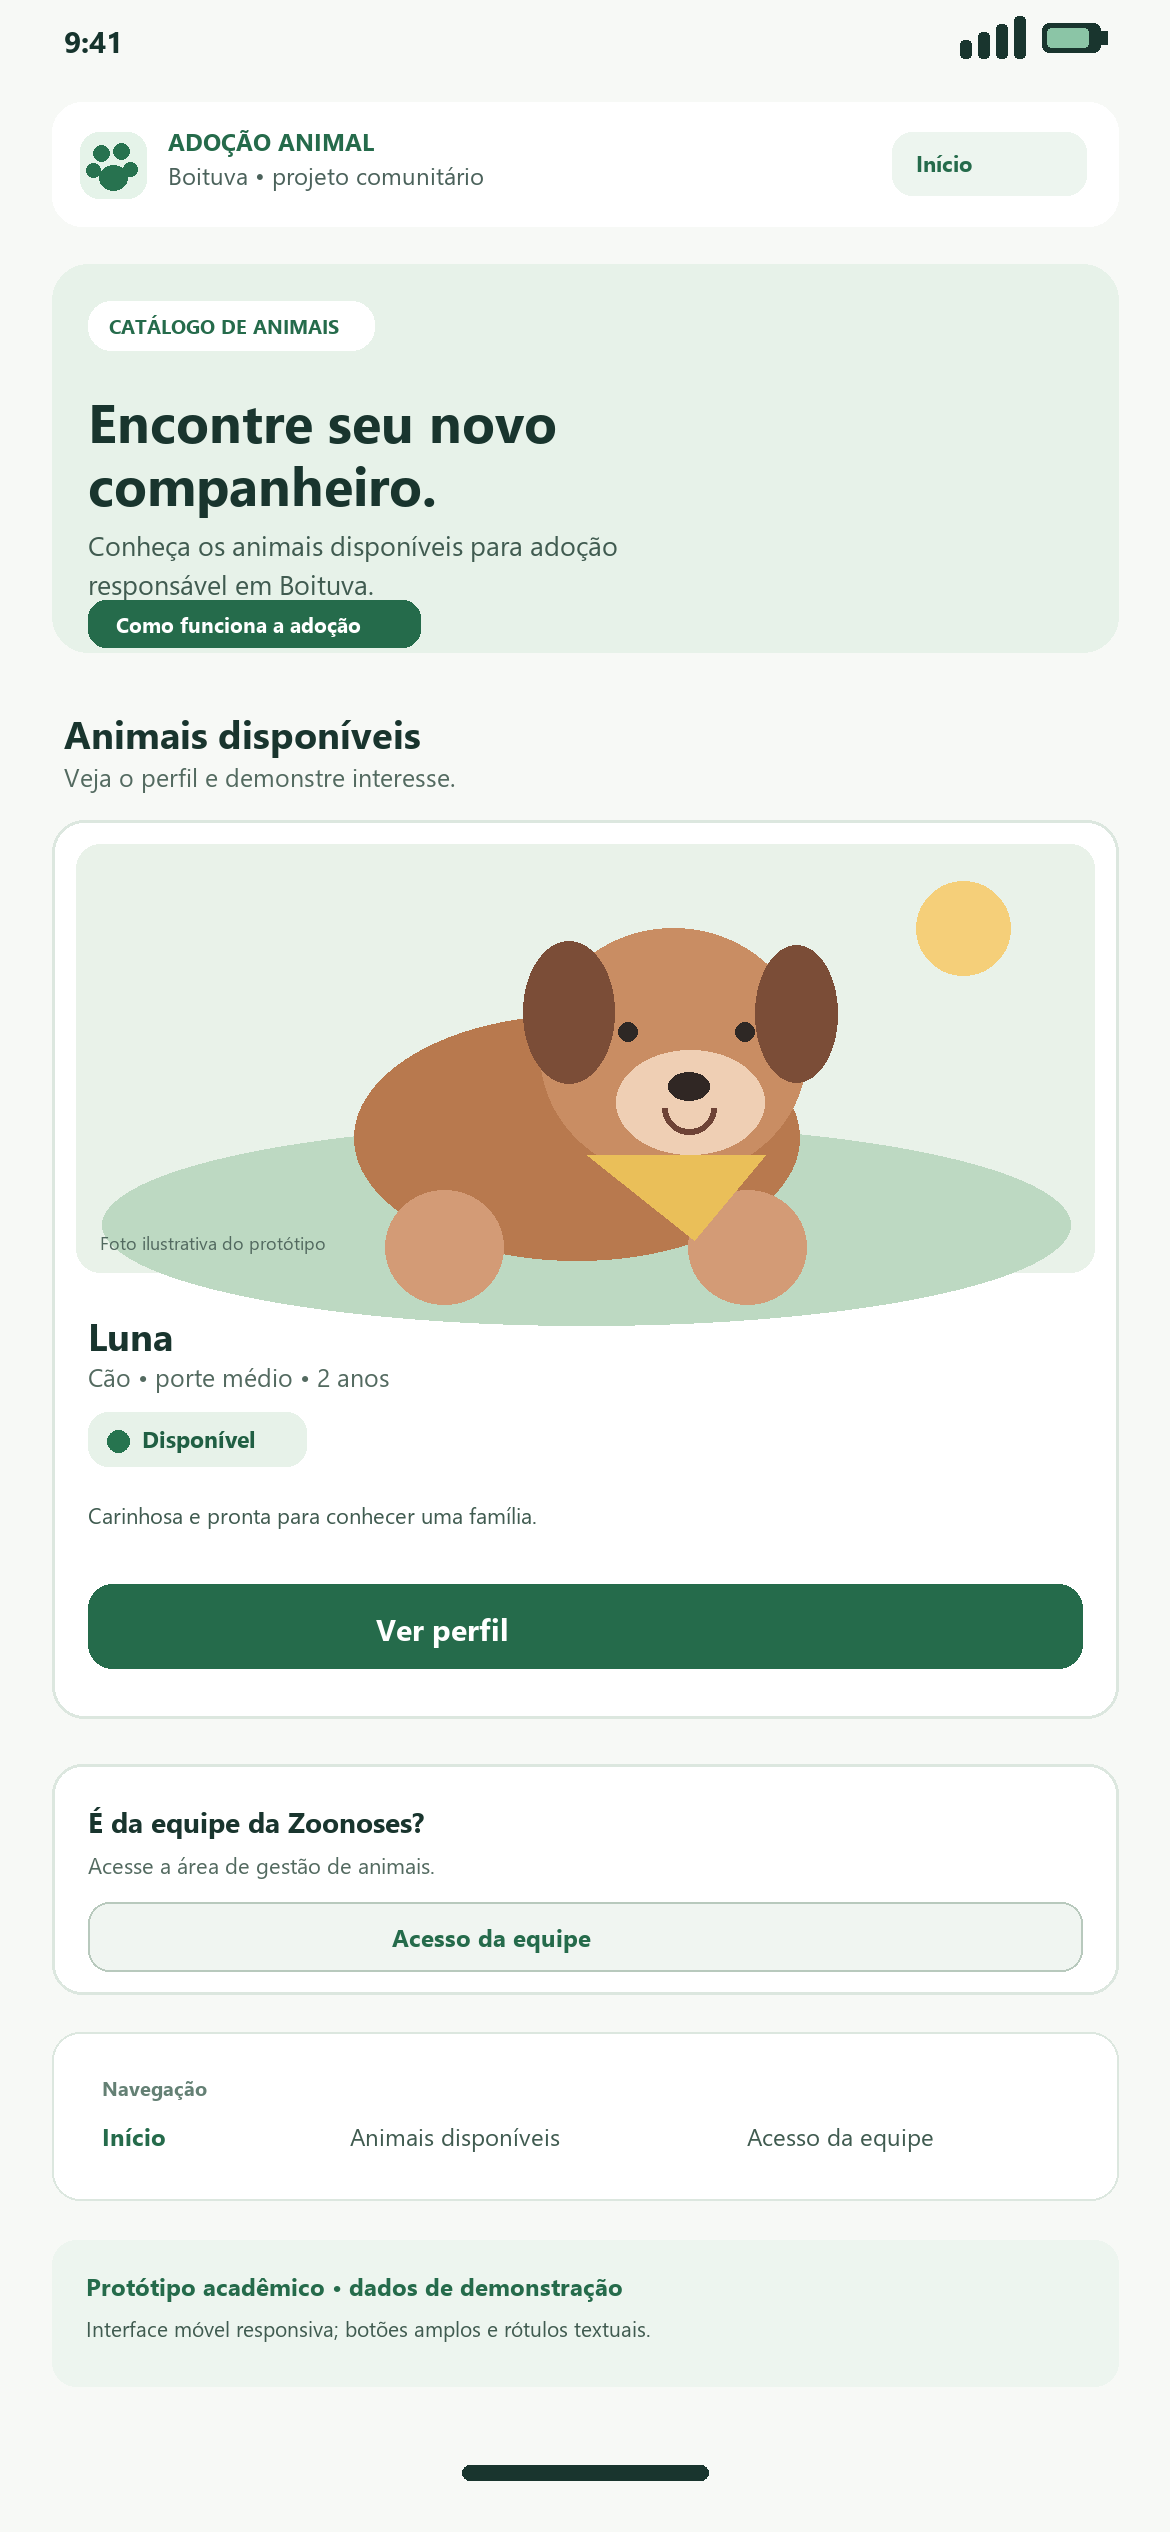 9:41
ADOÇÃO ANIMAL
Boituva • projeto comunitário
Início
CATÁLOGO DE ANIMAIS
Encontre seu novo
companheiro.
Conheça os animais disponíveis para adoção
responsável em Boituva.
Como funciona a adoção
Animais disponíveis
Veja o perfil e demonstre interesse.
Foto ilustrativa do protótipo
Luna
Cão • porte médio • 2 anos
Disponível
Carinhosa e pronta para conhecer uma família.
Ver perfil
É da equipe da Zoonoses?
Acesse a área de gestão de animais.
Acesso da equipe
Navegação
Início Animais disponíveis Acesso da equipe
Protótipo acadêmico • dados de demonstração
Interface móvel responsiva; botões amplos e rótulos textuais.